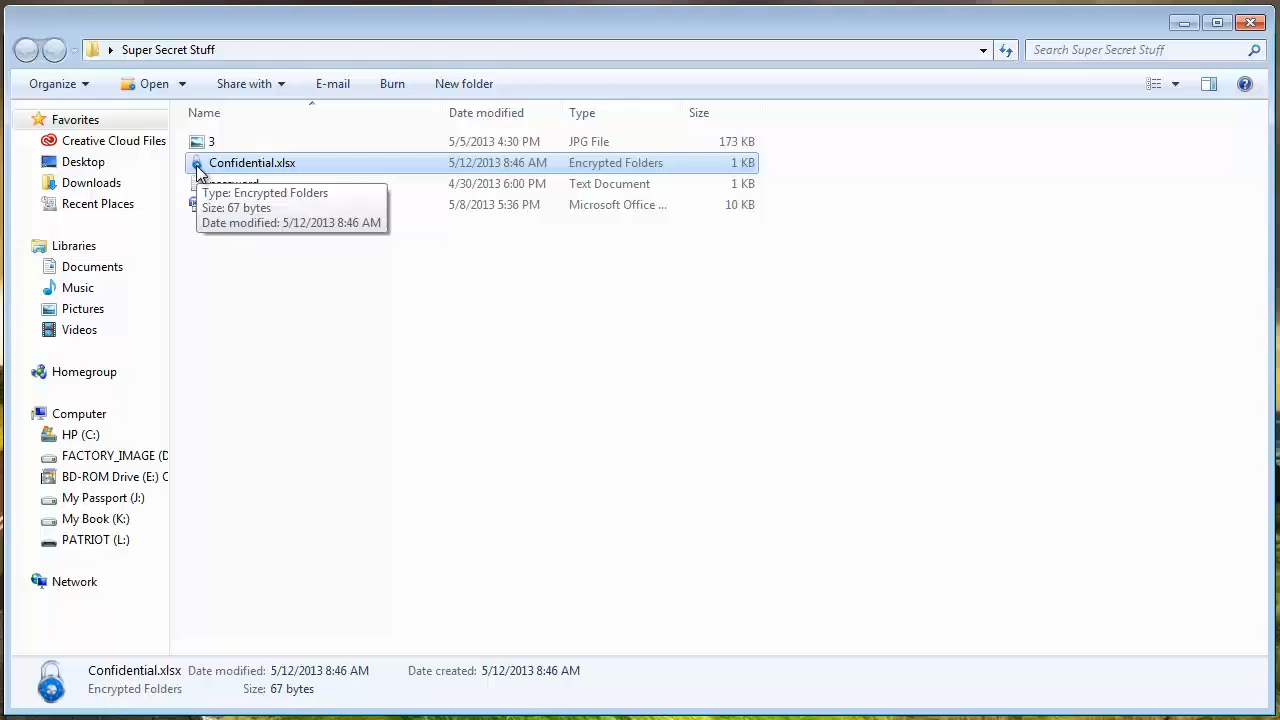 Super Secret Stuff
Search Super Secret Stuff
Organize Open Share with E-mail Burn New folder
Name Date modified Type Size
Favorites
Creative Cloud Files
Desktop
Downloads
Recent Places
Libraries
Documents
Music
Pictures
Videos
Homegroup
Computer
HP (C:)
FACTORY_IMAGE (D
BD-ROM Drive (E:) C
My Passport (J:)
My Book (K:)
PATRIOT (L:)
Network
3 5/5/2013 4:30 PM JPG File 173 KB
Confidential.xlsx 5/12/2013 8:46 AM Encrypted Folders 1 KB
4/30/2013 6:00 PM Text Document 1 KB
5/8/2013 5:36 PM Microsoft Office ... 10 KB
Type: Encrypted Folders
Size: 67 bytes
Date modified: 5/12/2013 8:46 AM
Confidential.xlsx Date modified: 5/12/2013 8:46 AM Date created: 5/12/2013 8:46 AM
Encrypted Folders Size: 67 bytes